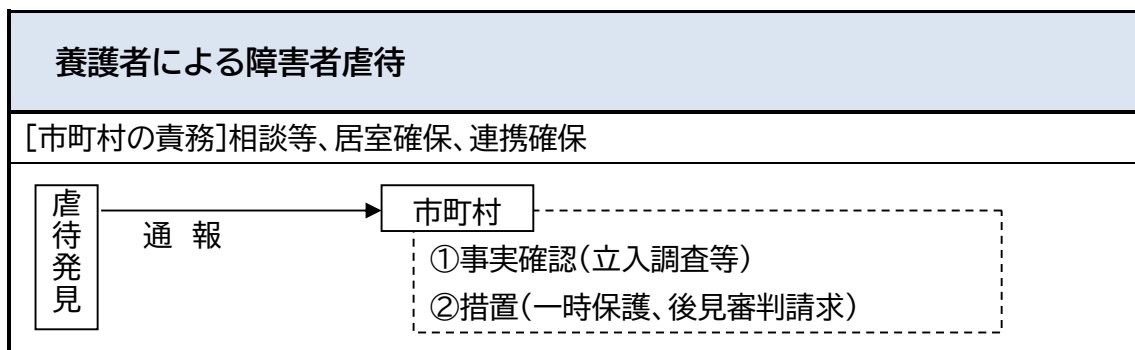 養護者による障害者虐待
[市町村の責務]相談等、居室確保、連携確保
虐待発見
通 報
市町村
①事実確認(立入調査等)
②措置(一時保護、後見審判請求)